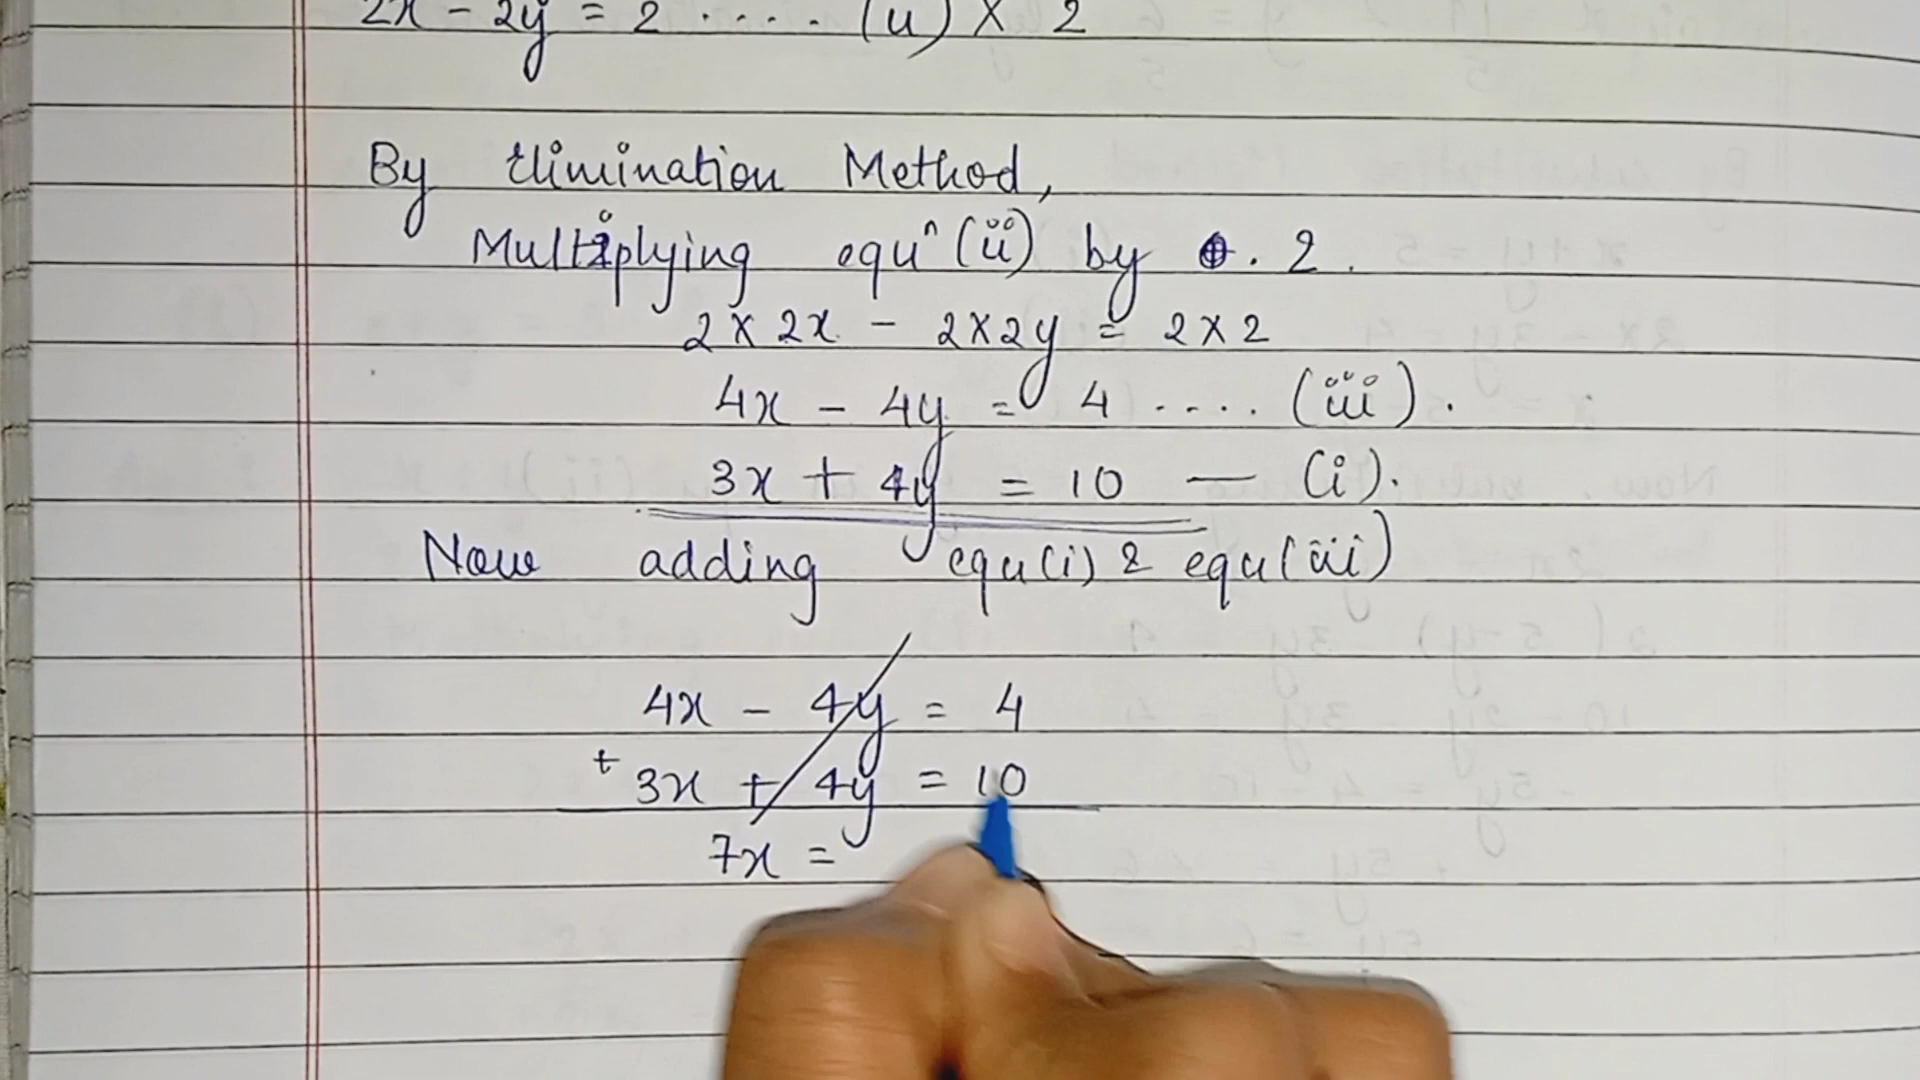 2x - 2y = 2 ..... (ii) × 2
By Elimination Method,
Multiplying equⁿ (ii) by . 2.
2 × 2x - 2×2y = 2 × 2
4x - 4y = 4 .... (iii).
3x + 4y = 10 — (i).
Now adding equ(i) & equ(iii)
4x - 4y = 4
+ 3x + 4y = 10
7x =